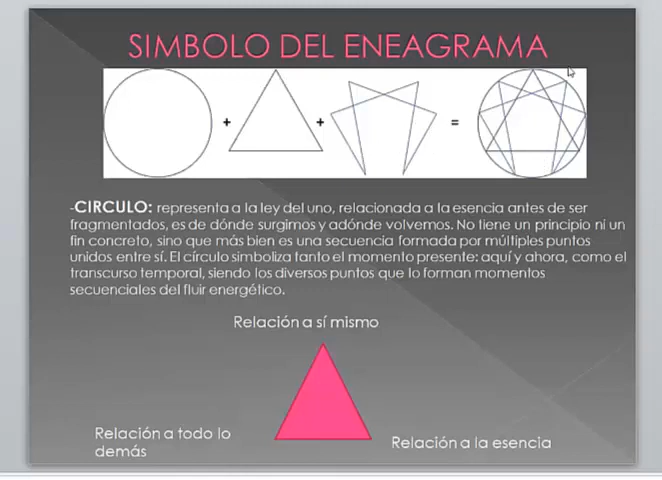 SIMBOLO DEL ENEAGRAMA
+ + =
-CIRCULO: representa a la ley del uno, relacionada a la esencia antes de ser
fragmentados, es de dónde surgimos y adónde volvemos. No tiene un principio ni un
fin concreto, sino que más bien es una secuencia formada por múltiples puntos
unidos entre sí. El círculo simboliza tanto el momento presente: aquí y ahora, como el
transcurso temporal, siendo los diversos puntos que lo forman momentos
secuenciales del fluir energético.
Relación a sí mismo
Relación a todo lo
demás
Relación a la esencia